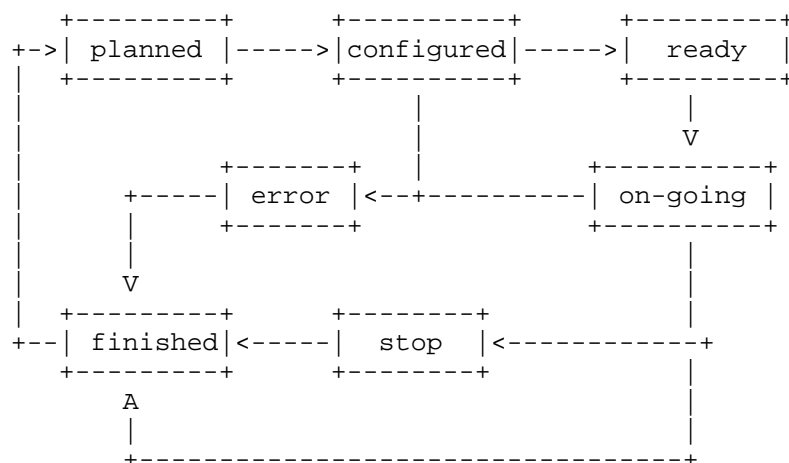 planned configured ready
error on-going
V
V
finished stop
A